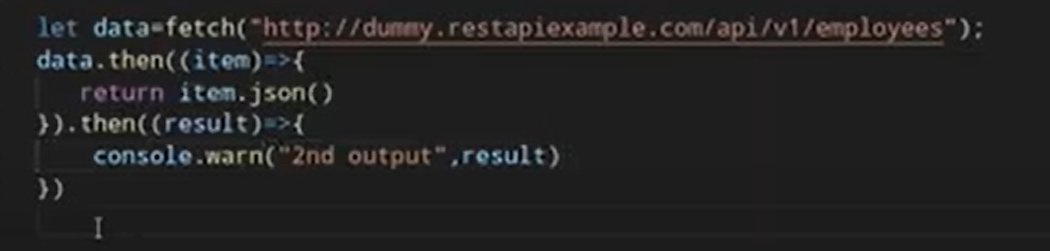 let data=fetch("http://dummy.restapiexample.com/api/v1/employees");
data.then((item)=>{
   return item.json()
}).then((result)=>{
    console.warn("2nd output",result)
})